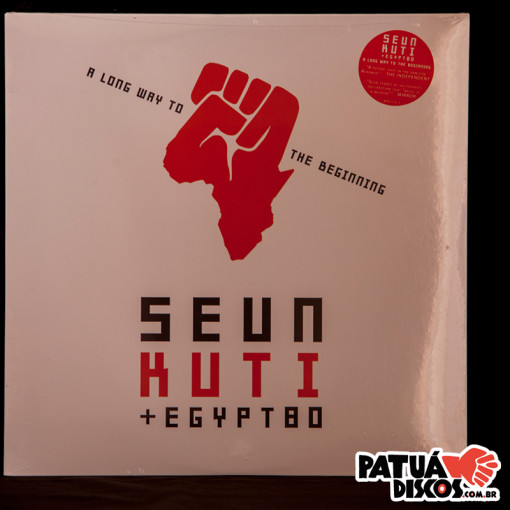 A LONG WAY TO
THE BEGINNING
SEUN
KUTI
+EGYPT80
SEUN
KUTI
+EGYPT80
A LONG WAY TO THE BEGINNING
THE INDEPENDENT
MIRROR
PATUÁ
DISCOS.COM.BR